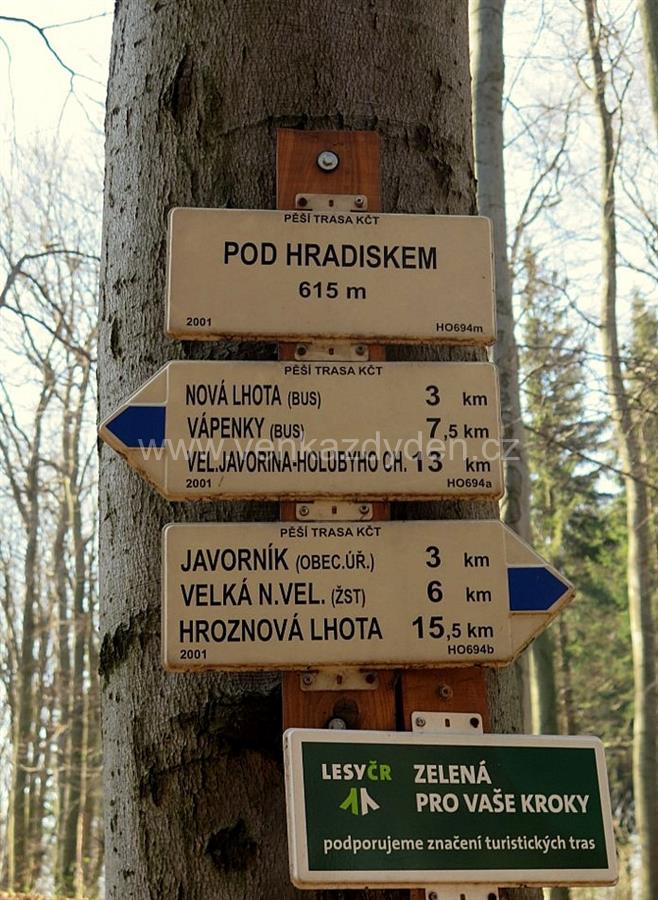 PĚŠÍ TRASA KČT
POD HRADISKEM
615 m
2001 HO694m
PĚŠÍ TRASA KČT
NOVÁ LHOTA (BUS) 3 km
VÁPENKY (BUS) 7,5 km
www.venkazdyden.cz
VEL.JAVOŘINA-HOLUBYHO CH. 13 km
2001 HO694a
PĚŠÍ TRASA KČT
JAVORNÍK (OBEC.ÚŘ.) 3 km
VELKÁ N.VEL. (ŽST) 6 km
HROZNOVÁ LHOTA 15,5 km
2001 HO694b
LESYČR ZELENÁ
PRO VAŠE KROKY
podporujeme značení turistických tras